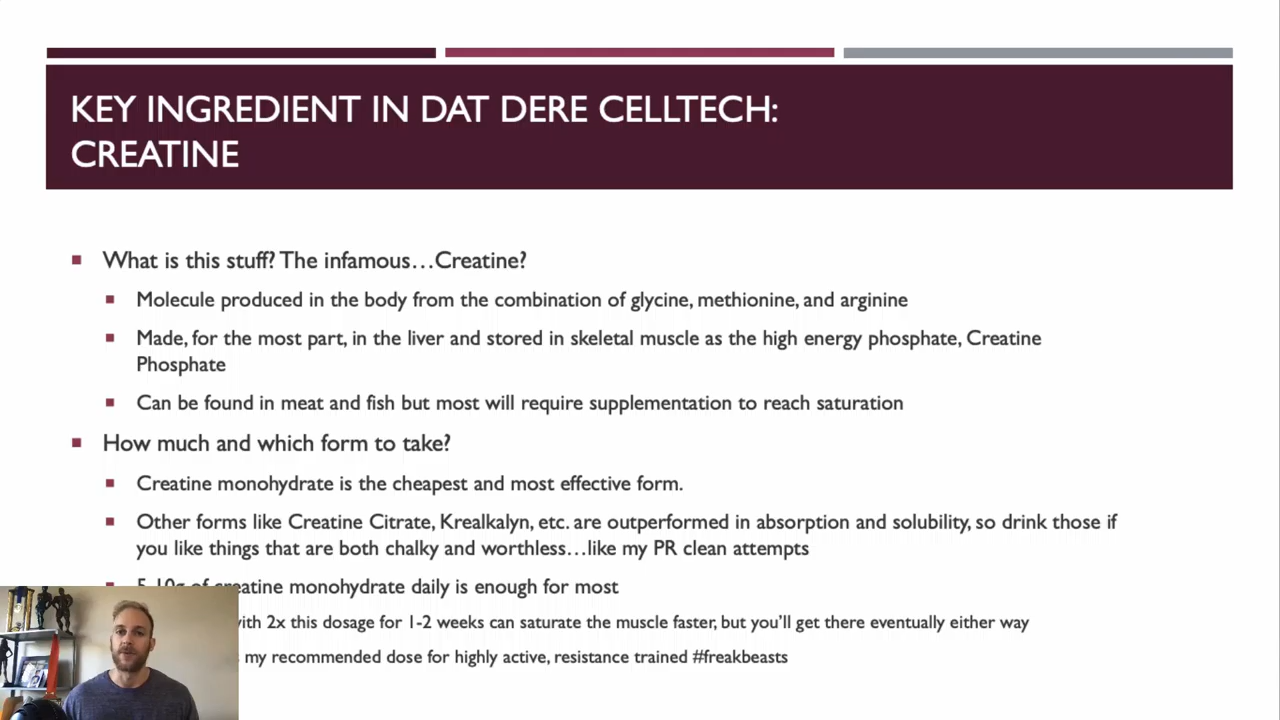 KEY INGREDIENT IN DAT DERE CELLTECH:
CREATINE
What is this stuff? The infamous…Creatine?
Molecule produced in the body from the combination of glycine, methionine, and arginine
Made, for the most part, in the liver and stored in skeletal muscle as the high energy phosphate, Creatine
Phosphate
Can be found in meat and fish but most will require supplementation to reach saturation
How much and which form to take?
Creatine monohydrate is the cheapest and most effective form.
Other forms like Creatine Citrate, Krealkalyn, etc. are outperformed in absorption and solubility, so drink those if
you like things that are both chalky and worthless…like my PR clean attempts
5-10g of creatine monohydrate daily is enough for most
with 2x this dosage for 1-2 weeks can saturate the muscle faster, but you'll get there eventually either way
my recommended dose for highly active, resistance trained #freakbeasts